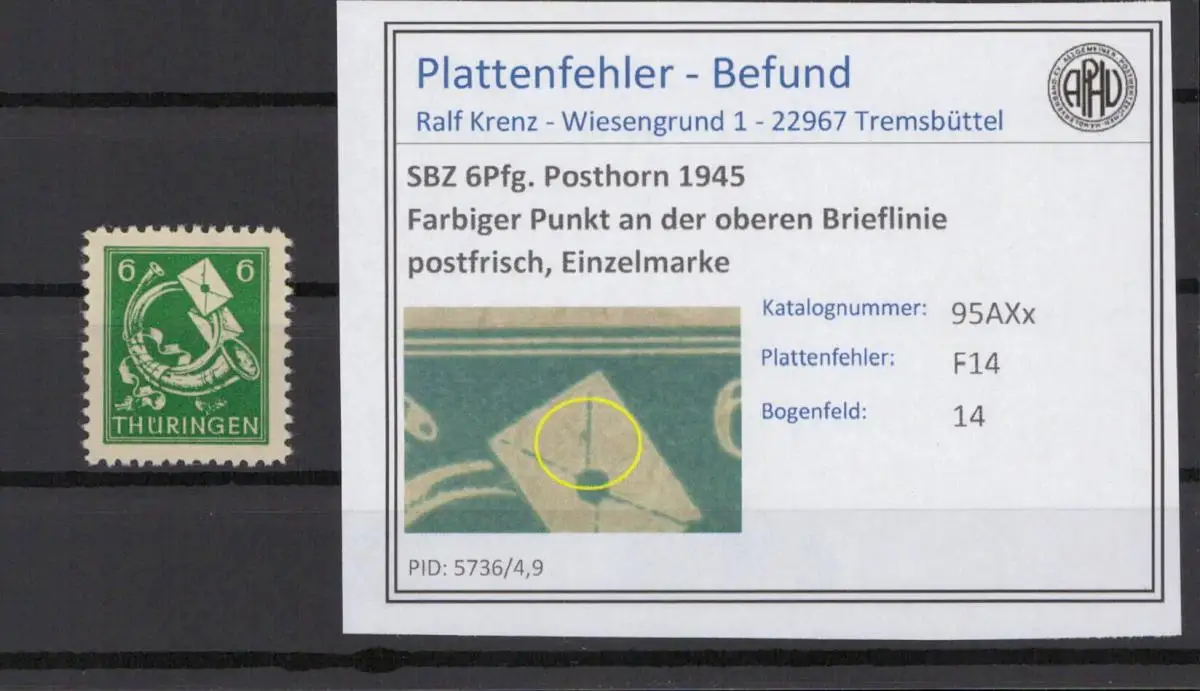 6 6
THÜRINGEN
Plattenfehler - Befund
Ralf Krenz - Wiesengrund 1 - 22967 Tremsbüttel
APHV
SBZ 6Pfg. Posthorn 1945
Farbiger Punkt an der oberen Brieflinie
postfrisch, Einzelmarke
Katalognummer: 95AXx
Plattenfehler: F14
Bogenfeld: 14
PID: 5736/4,9